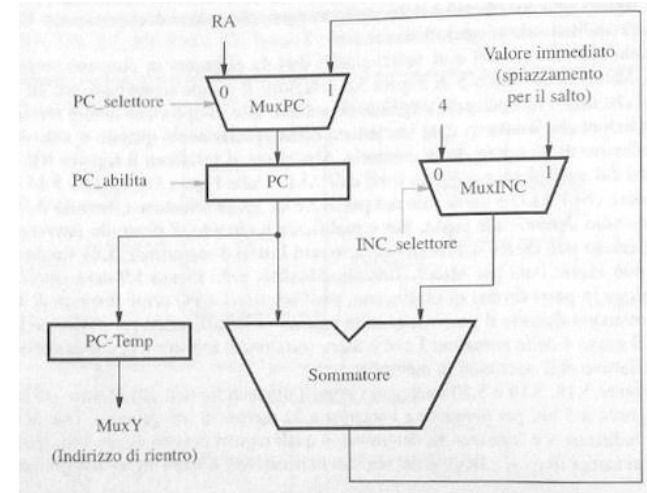 RA
Valore immediato
(spiazzamento
per il salto)
PC_selettore
0
1
MuxPC
4
PC_abilita
PC
0
1
MuxINC
INC_selettore
PC-Temp
Sommatore
MuxY
(Indirizzo di rientro)